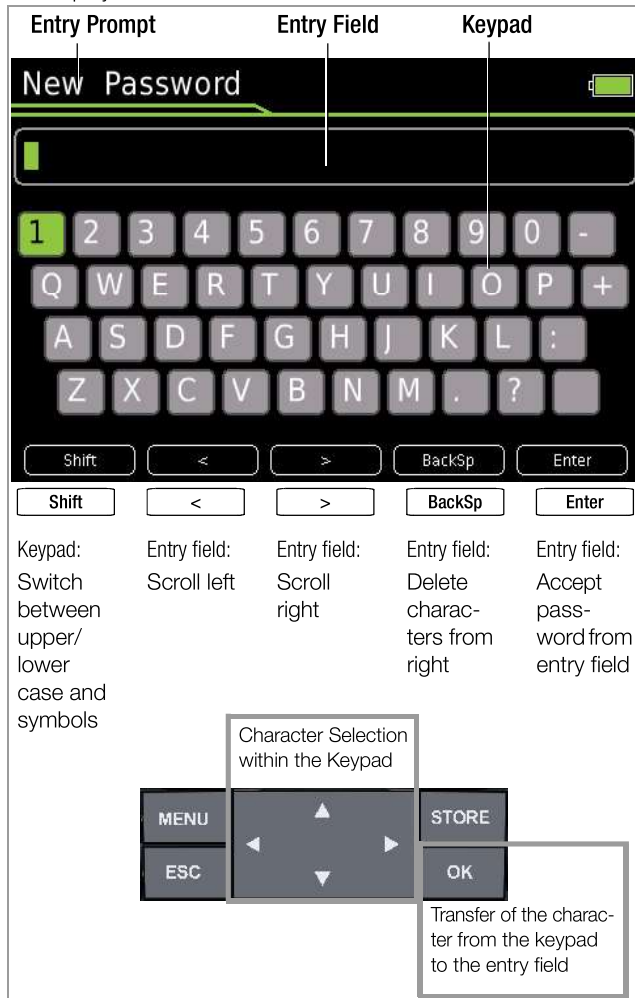 Entry Prompt Entry Field Keypad
New Password
1 2 3 4 5 6 7 8 9 0 -
Q W E R T Y U I O P +
A S D F G H J K L :
Z X C V B N M . ?
Shift < > BackSp Enter
Shift < > BackSp Enter
Keypad:
Switch
between
upper/
lower
case and
symbols
Entry field:
Scroll left
Entry field:
Scroll
right
Entry field:
Delete
charac-
ters from
right
Entry field:
Accept
pass-
word from
entry field
Character Selection
within the Keypad
MENU STORE
ESC OK
Transfer of the charac-
ter from the keypad
to the entry field